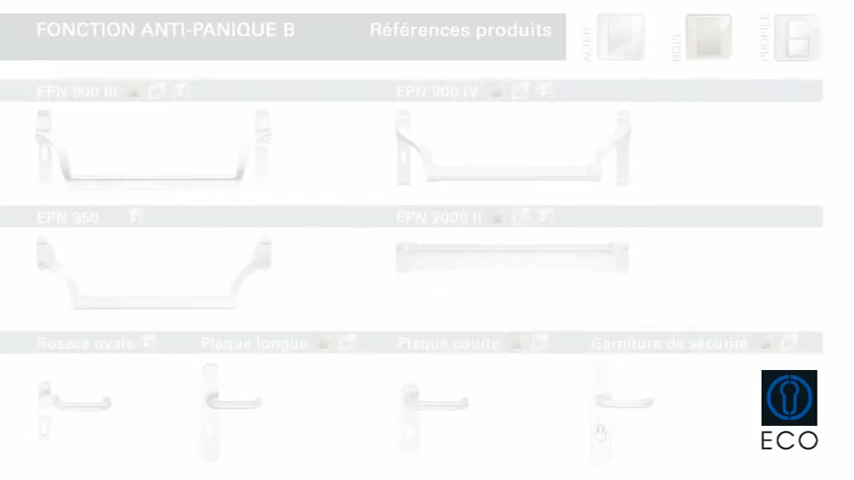 FONCTION ANTI-PANIQUE B Références produits
ACIER
BOIS
PROFILÉ
EPN 900 III EPN 900 IV
EPN 950 EPN 2000 II
Rosace ovale Plaque longue Plaque courte Garniture de sécurité
ECO